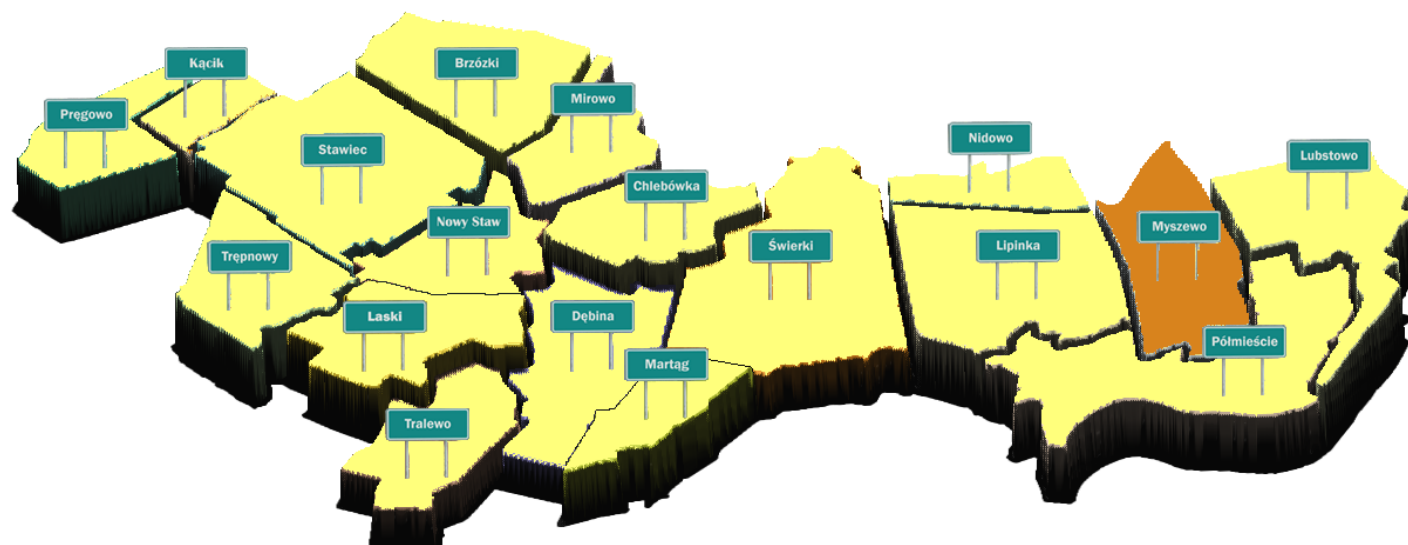 Kącik
Brzózki
Mirowo
Pręgowo
Stawiec
Nidowo
Lubstowo
Chlebówka
Nowy Staw
Myszewo
Trępnowy
Świerki
Lipinka
Laski
Dębina
Półmieście
Martąg
Tralewo